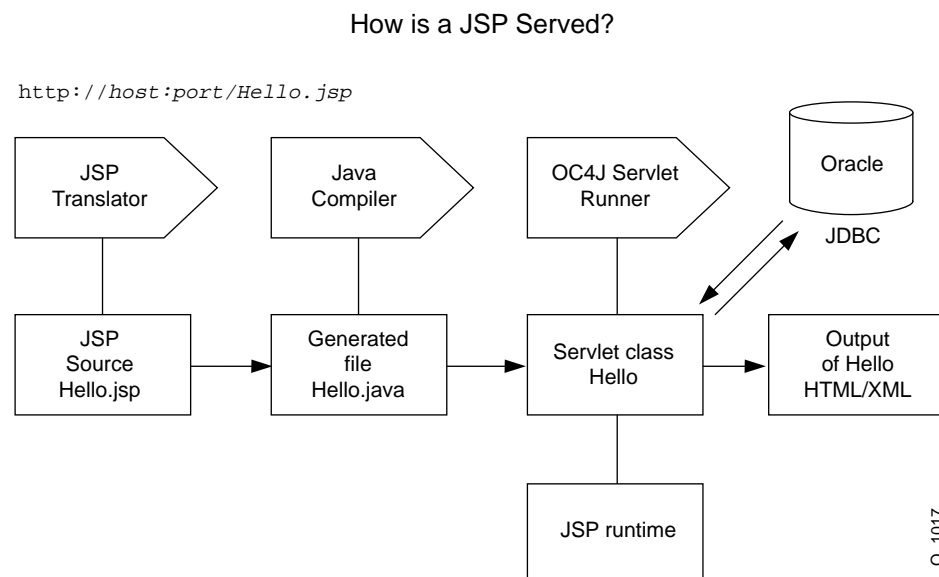 How is a JSP Served?
http://host:port/Hello.jsp
JSP
Translator
Java
Compiler
OC4J Servlet
Runner
Oracle
JDBC
JSP
Source
Hello.jsp
Generated
file
Hello.java
Servlet class
Hello
Output
of Hello
HTML/XML
JSP runtime
O_1017